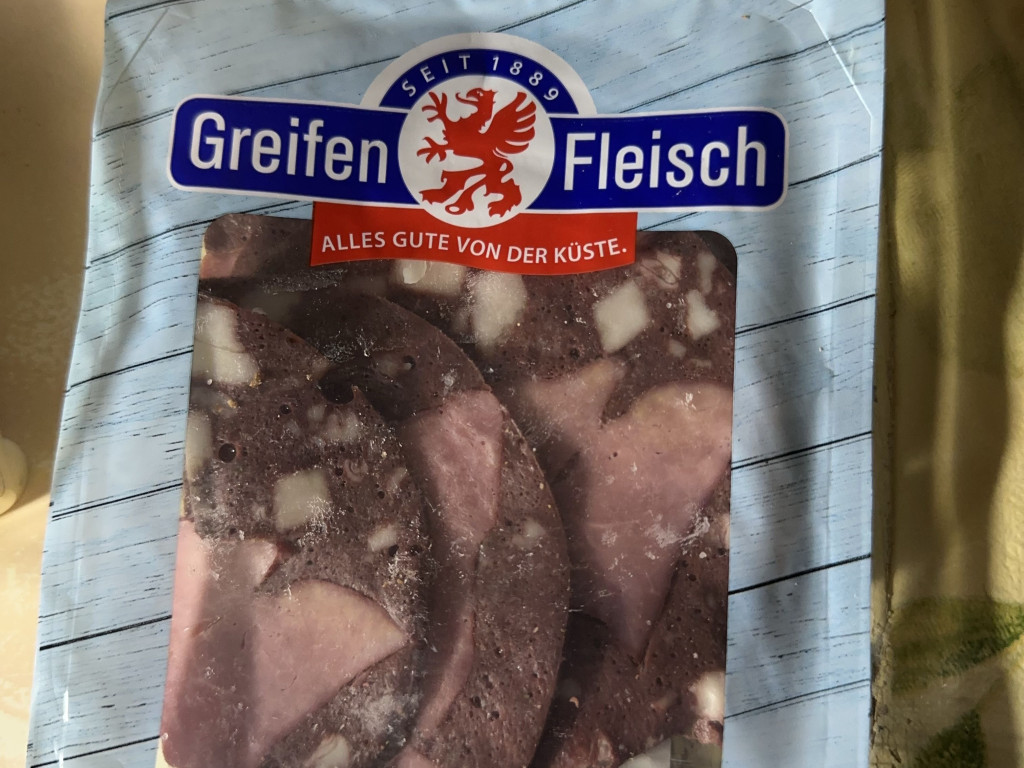 SEIT 1889
Greifen Fleisch
ALLES GUTE VON DER KÜSTE.